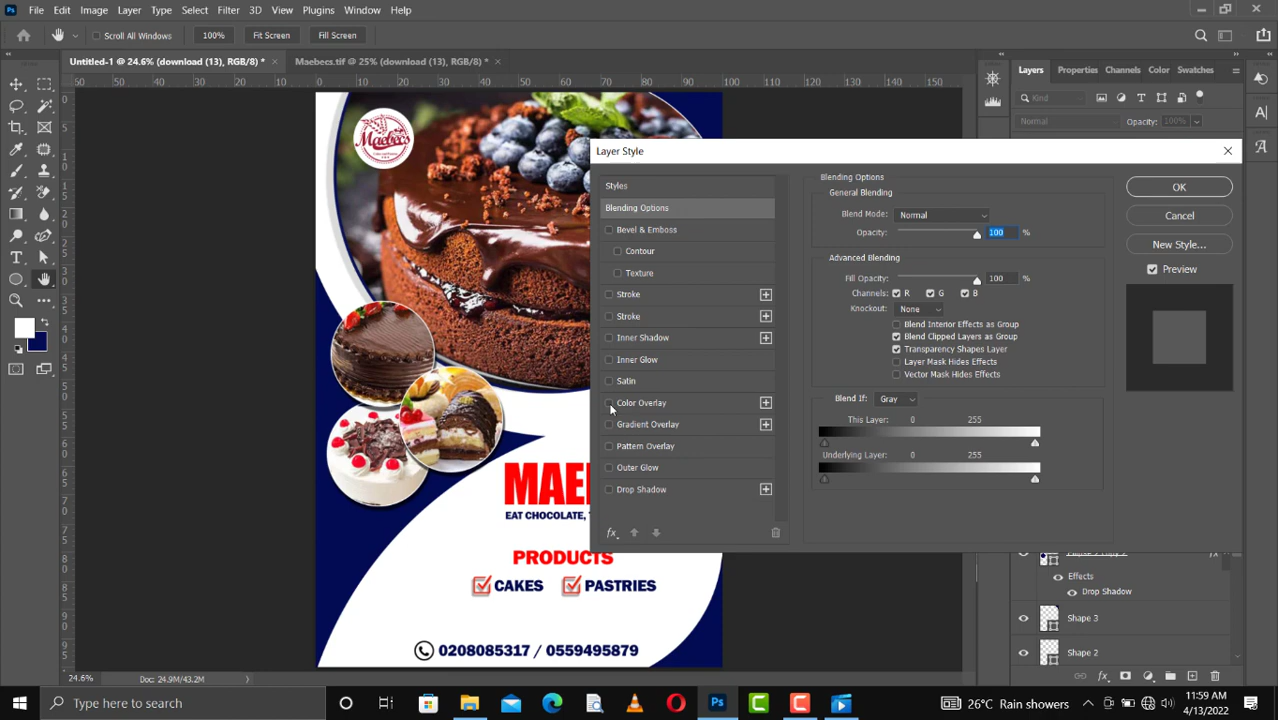 Ps File Edit Image Layer Type Select Filter 3D View Plugins Window Help
Scroll All Windows 100% Fit Screen Fill Screen
Untitled-1 @ 24.6% (download (13), RGB/8) * × Maebecs.tif @ 25% (download (13), RGB/8) * ×
Layers Properties Channels Color Swatches
Kind
Normal Opacity: 100%
Maebecs
Layer Style
Styles
Blending Options
Bevel & Emboss
Contour
Texture
Stroke
Stroke
Inner Shadow
Inner Glow
Satin
Color Overlay
Gradient Overlay
Pattern Overlay
Outer Glow
Drop Shadow
fx
Blending Options
General Blending
Blend Mode: Normal
Opacity: 100 %
Advanced Blending
Fill Opacity: 100 %
Channels: R G B
Knockout: None
Blend Interior Effects as Group
Blend Clipped Layers as Group
Transparency Shapes Layer
Layer Mask Hides Effects
Vector Mask Hides Effects
Blend If: Gray
This Layer: 0 255
Underlying Layer: 0 255
OK
Cancel
New Style...
Preview
MAE
EAT CHOCOLATE,
PRODUCTS
CAKES PASTRIES
0208085317 / 0559495879
Effects
Drop Shadow
Shape 3
Shape 2
24.6% Doc: 24.9M/43.2M
Type here to search
26°C Rain showers
11:59 AM
4/13/2022